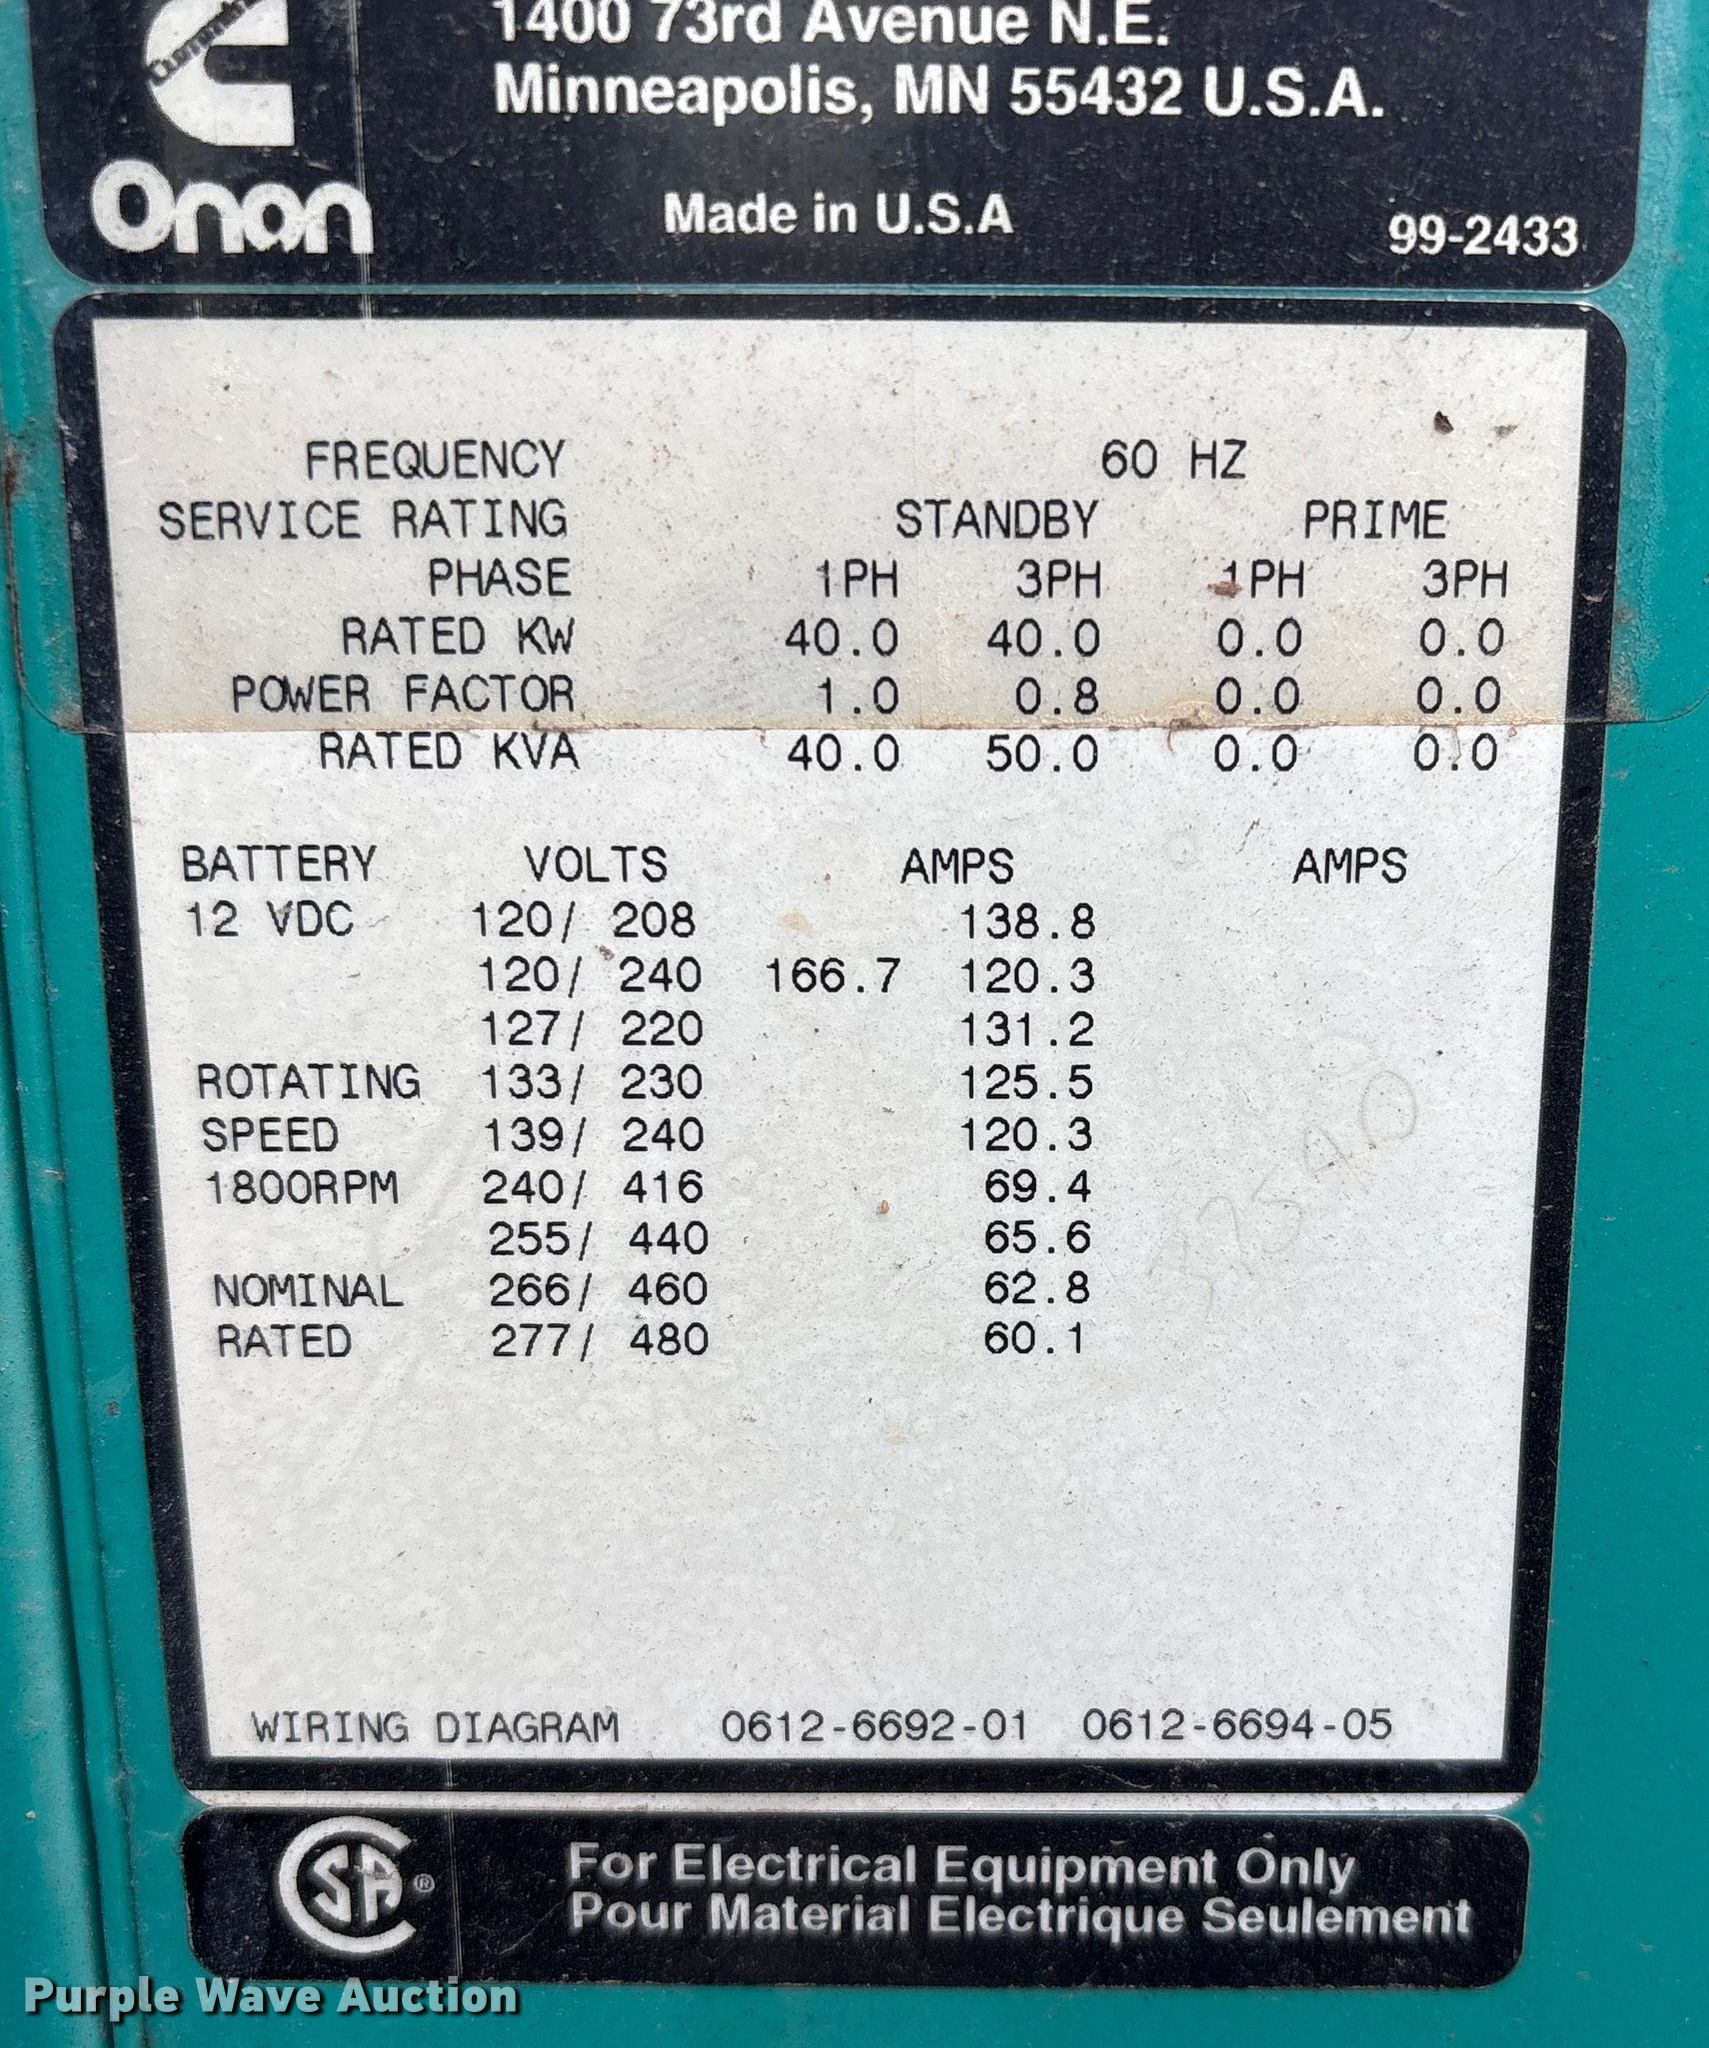 1400 73rd Avenue N.E.
Minneapolis, MN 55432 U.S.A.
Onan
Made in U.S.A
99-2433
FREQUENCY 60 HZ
SERVICE RATING STANDBY PRIME
PHASE 1PH 3PH 1PH 3PH
RATED KW 40.0 40.0 0.0 0.0
POWER FACTOR 1.0 0.8 0.0 0.0
RATED KVA 40.0 50.0 0.0 0.0
BATTERY VOLTS AMPS AMPS
12 VDC 120/ 208 138.8
120/ 240 166.7 120.3
127/ 220 131.2
ROTATING 133/ 230 125.5
SPEED 139/ 240 120.3
1800RPM 240/ 416 69.4
255/ 440 65.6
NOMINAL 266/ 460 62.8
RATED 277/ 480 60.1
WIRING DIAGRAM 0612-6692-01 0612-6694-05
SA ®
For Electrical Equipment Only
Pour Material Electrique Seulement
Purple Wave Auction